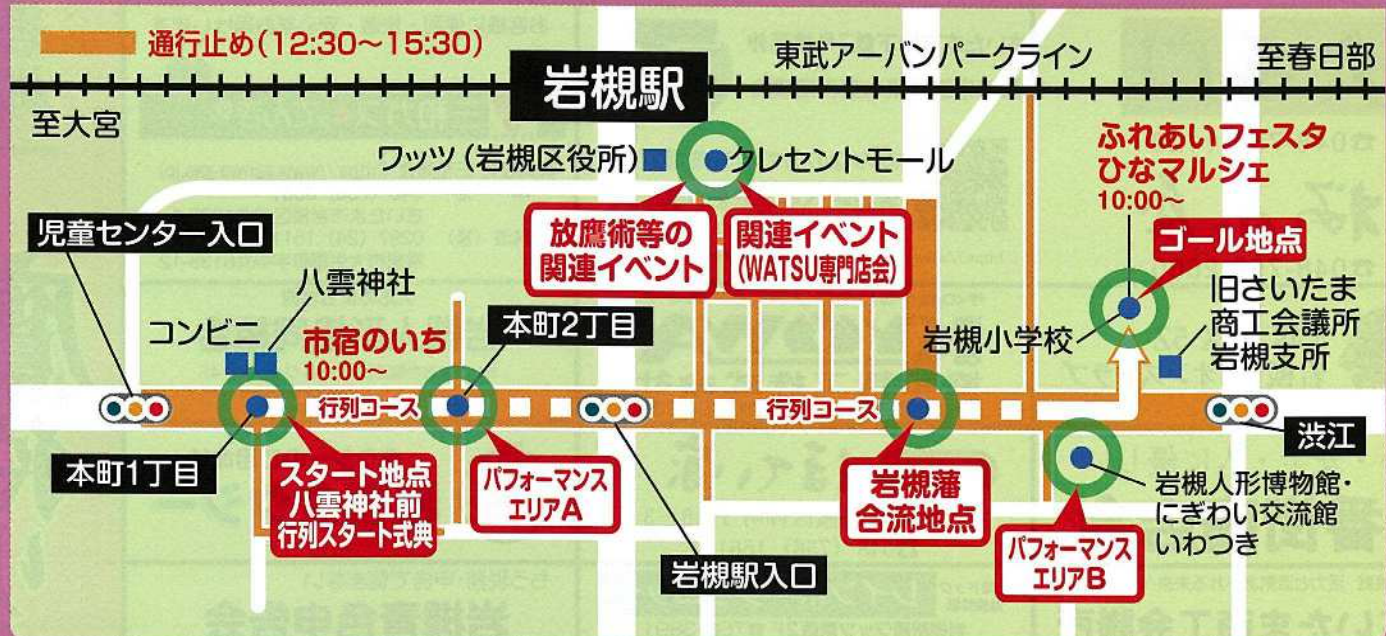 通行止め(12:30〜15:30)
東武アーバンパークライン
至春日部
岩槻駅
至大宮
ワッツ(岩槻区役所)
クレセントモール
ふれあいフェスタ
ひなマルシェ
10:00〜
児童センター入口
放鷹術等の
関連イベント
関連イベント
(WATSU専門店会)
ゴール地点
八雲神社
コンビニ
市宿のいち
10:00〜
本町2丁目
岩槻小学校
旧さいたま
商工会議所
岩槻支所
行列コース
行列コース
本町1丁目
スタート地点
八雲神社前
行列スタート式典
パフォーマンス
エリアA
岩槻駅入口
岩槻藩
合流地点
パフォーマンス
エリアB
渋江
岩槻人形博物館・
にぎわい交流館
いわつき